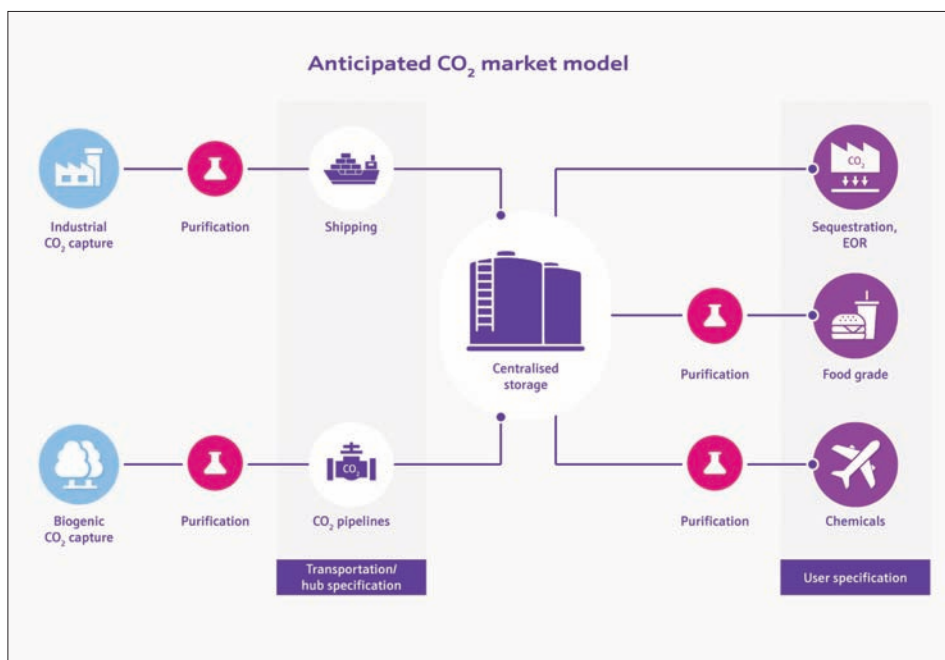 Anticipated CO₂ market model
Industrial
CO₂ capture
Purification
Shipping
CO₂
Sequestration,
EOR
Centralised
storage
Purification
Food grade
Biogenic
CO₂ capture
Purification
CO₂
CO₂ pipelines
Purification
Chemicals
Transportation/
hub specification
User specification